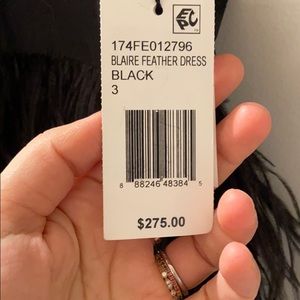 174FE012796
BLAIRE FEATHER DRESS
BLACK
3
8 88246 48384 5
$275.00